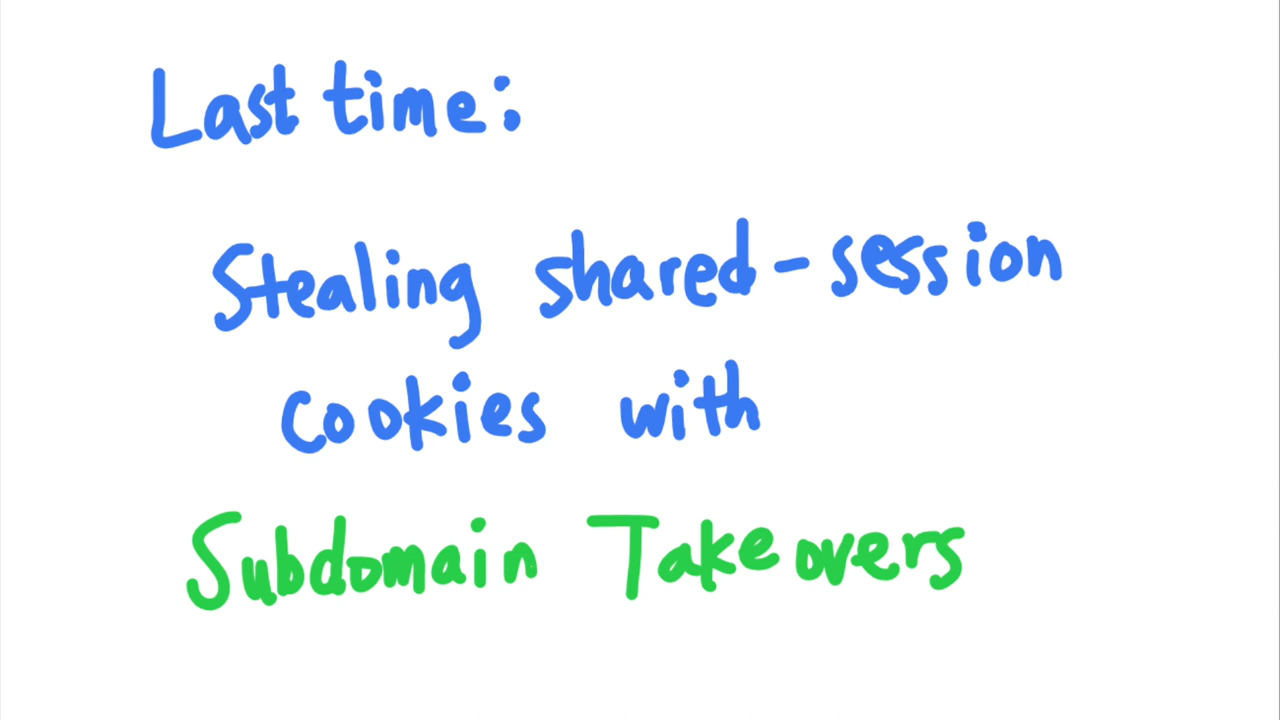 Last time:
Stealing shared-session
cookies with
Subdomain Takeovers